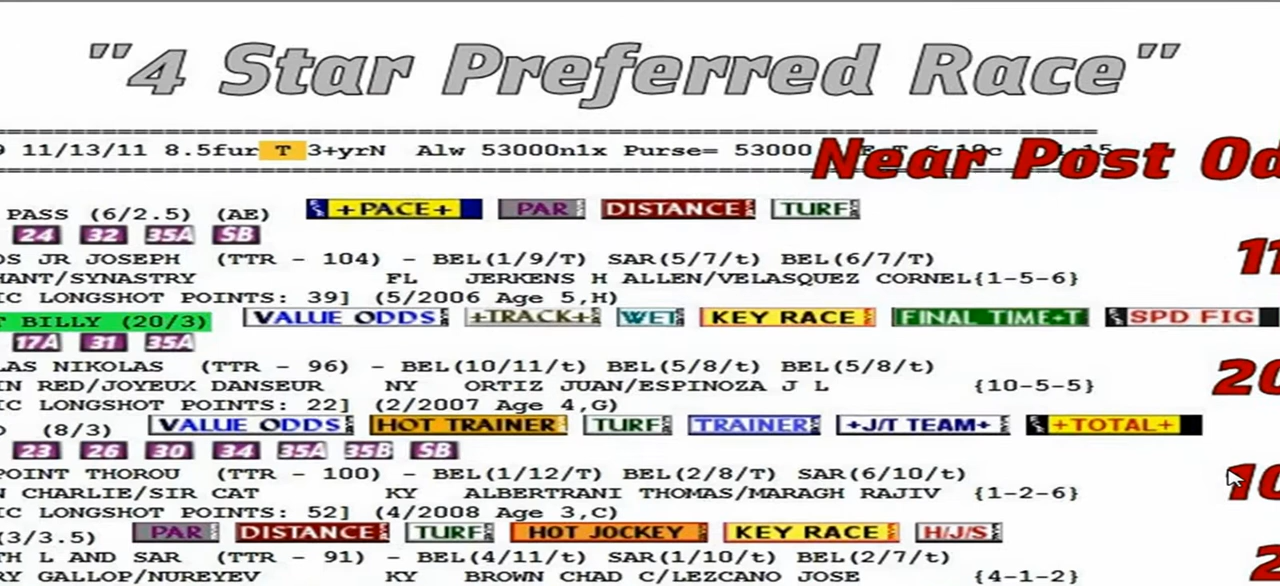 "4 Star Preferred Race"
9 11/13/11 8.5fur T 3+yrN Alw 53000n1x Purse= 53000
Near Post Od
PASS (6/2.5) (AE) +PACE+ PAR DISTANCE TURF
24 32 35A SB
OS JR JOSEPH (TTR - 104) - BEL(1/9/T) SAR(5/7/t) BEL(6/7/T)
11
HANT/SYNASTRY FL JERKENS H ALLEN/VELASQUEZ CORNEL{1-5-6}
IC LONGSHOT POINTS: 39] (5/2006 Age 5,H)
T BILLY (20/3) VALUE ODDS +TRACK+ WET KEY RACE FINAL TIME+T SPD FIG
17A 31 35A
LAS NIKOLAS (TTR - 96) - BEL(10/11/t) BEL(5/8/t) BEL(5/8/t)
20
IN RED/JOYEUX DANSEUR NY ORTIZ JUAN/ESPINOZA J L {10-5-5}
IC LONGSHOT POINTS: 22] (2/2007 Age 4,G)
(8/3) VALUE ODDS HOT TRAINER TURF TRAINER +J/T TEAM+ +TOTAL+
23 26 30 34 35A 35B SB
POINT THOROU (TTR - 100) - BEL(1/12/T) BEL(2/8/T) SAR(6/10/t)
10
N CHARLIE/SIR CAT KY ALBERTRANI THOMAS/MARAGH RAJIV {1-2-6}
IC LONGSHOT POINTS: 52] (4/2008 Age 3,C)
(3/3.5) PAR DISTANCE TURF HOT JOCKEY KEY RACE H/J/S
TH L AND SAR (TTR - 91) - BEL(4/11/t) SAR(1/10/t) BEL(2/7/t)
2
RY GALLOP/NUREYEV KY BROWN CHAD C/LEZCANO JOSE {4-1-2}